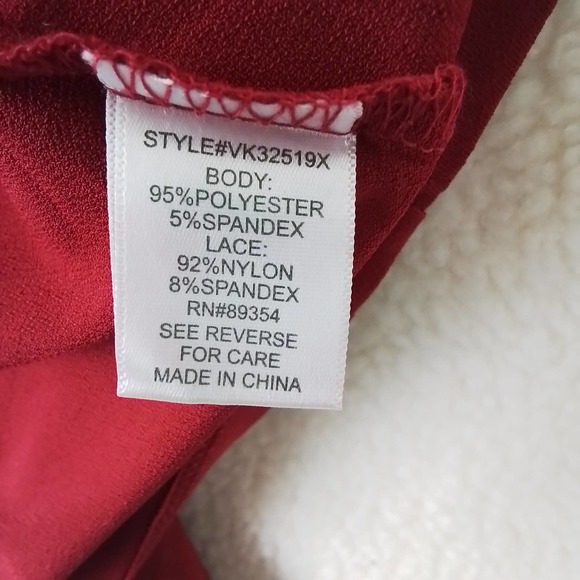 STYLE#VK32519X
BODY:
95%POLYESTER
5%SPANDEX
LACE:
92%NYLON
8%SPANDEX
RN#89354
SEE REVERSE
FOR CARE
MADE IN CHINA